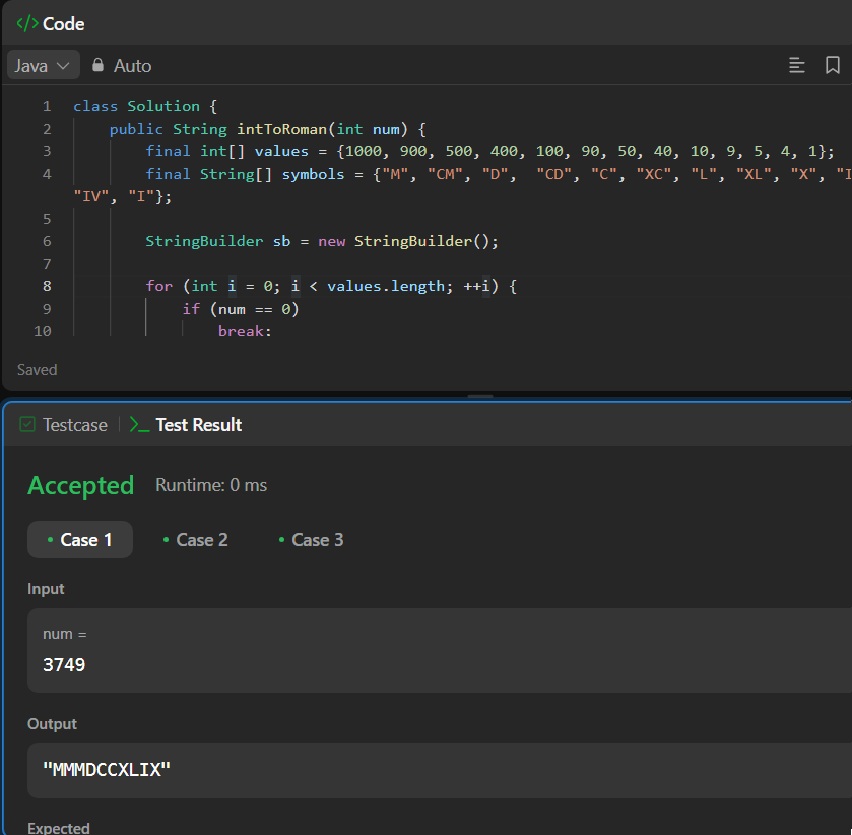 </> Code
Java Auto
1 class Solution {
2 public String intToRoman(int num) {
3 final int[] values = {1000, 900, 500, 400, 100, 90, 50, 40, 10, 9, 5, 4, 1};
4 final String[] symbols = {"M", "CM", "D",  "CD", "C", "XC", "L", "XL", "X", "I
"IV", "I"};
5
6 StringBuilder sb = new StringBuilder();
7
8 for (int i = 0; i < values.length; ++i) {
9 if (num == 0)
10 break;
Saved
Testcase Test Result
Accepted Runtime: 0 ms
Case 1 Case 2 Case 3
Input
num =
3749
Output
"MMMDCCXLIX"
Expected